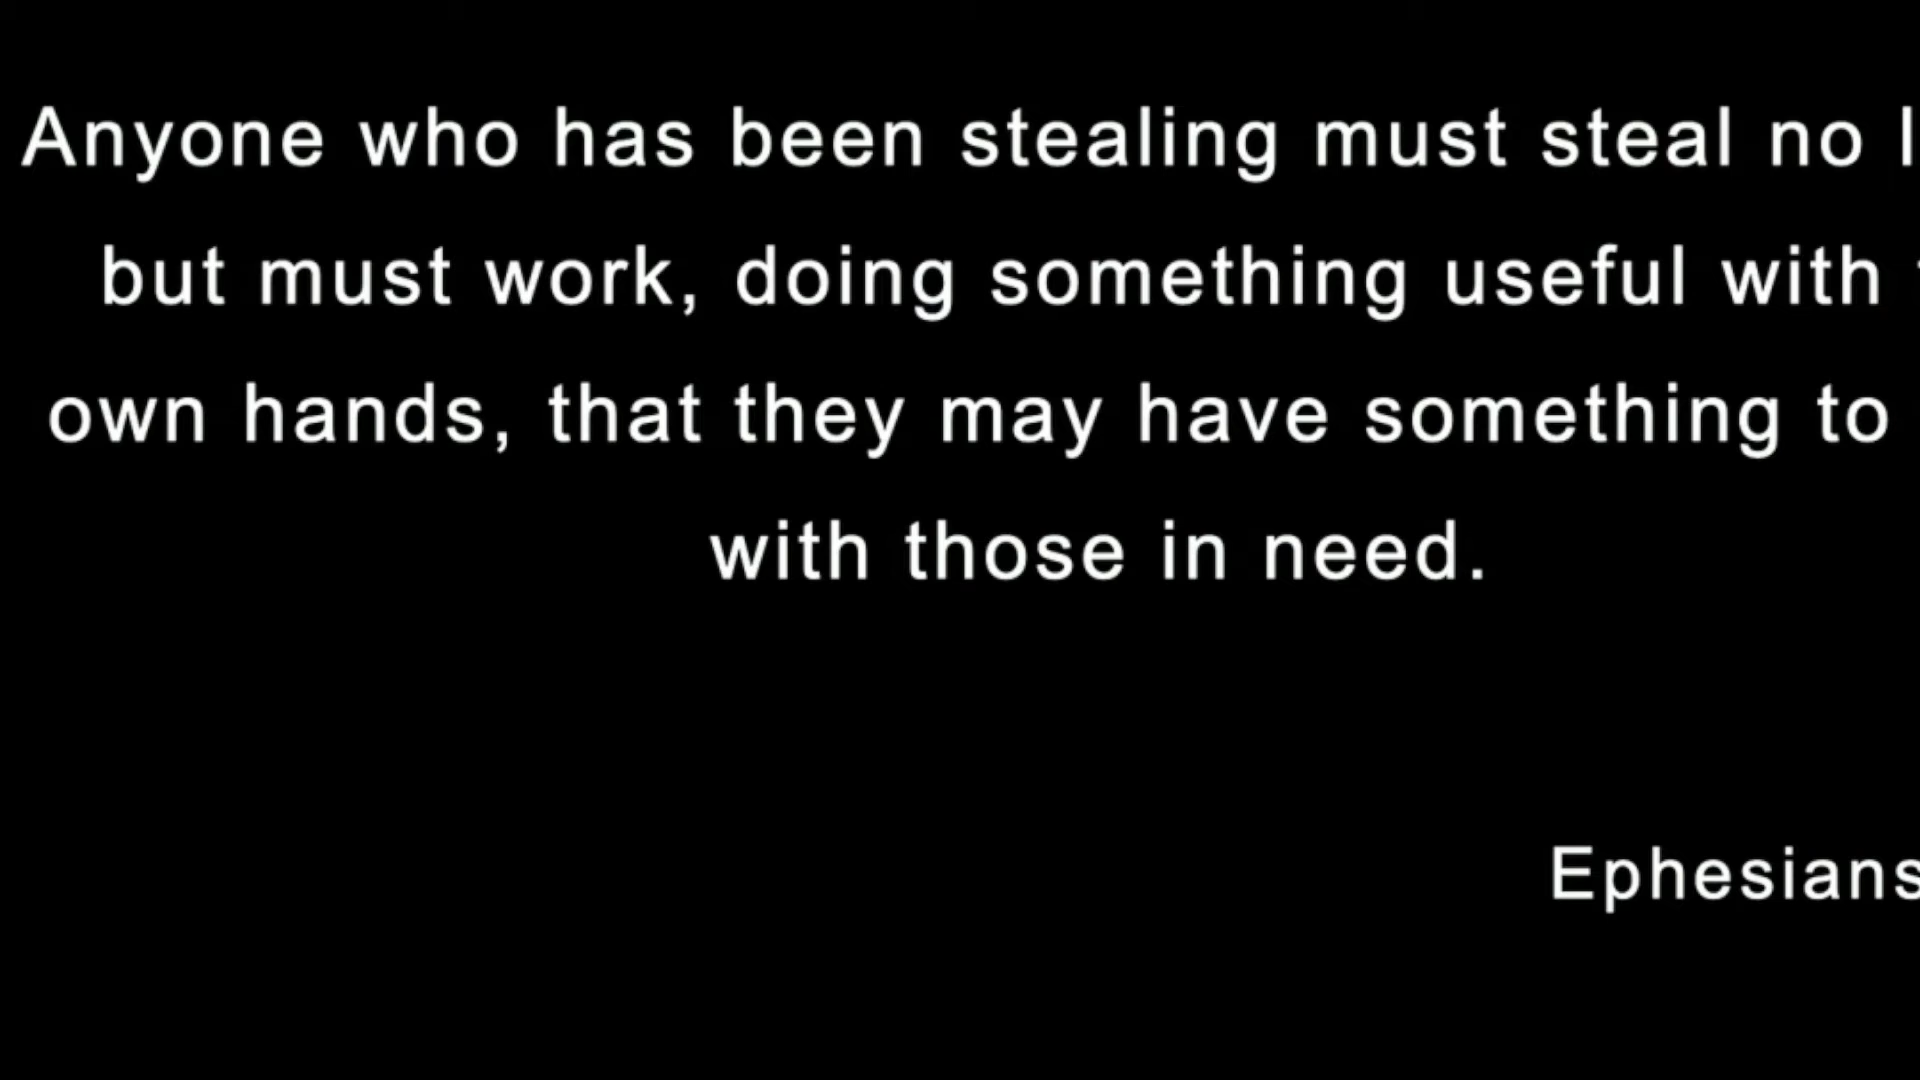 Anyone who has been stealing must steal no
but must work, doing something useful with
own hands, that they may have something to
with those in need.
Ephesians